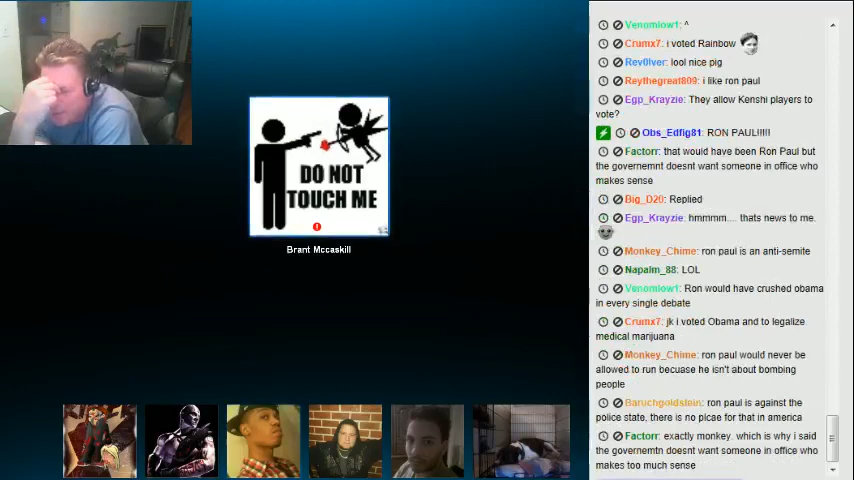 DO NOT
TOUCH ME
Brant Mccaskill
Venomlow1: ^
Crumx7: i voted Rainbow
Rev0lver: lool nice pig
Reythegreat809: i like ron paul
Egp_Krayzie: They allow Kenshi players to
vote?
Obs_Edfig81: RON PAUL!!!!!
Factorr: that would have been Ron Paul but
the governemnt doesnt want someone in office who
makes sense
Big_D20: Replied
Egp_Krayzie: hmmmm.... thats news to me.
Monkey_Chime: ron paul is an anti-semite
Napalm_88: LOL
Venomlow1: Ron would have crushed obama
in every single debate
Crumx7: jk i voted Obama and to legalize
medical marijuana
Monkey_Chime: ron paul would never be
allowed to run becuase he isn't about bombing
people
Baruchgoldstein: ron paul is against the
police state, there is no plcae for that in america
Factorr: exactly monkey. which is why i said
the governemtn doesnt want someone in office who
makes too much sense